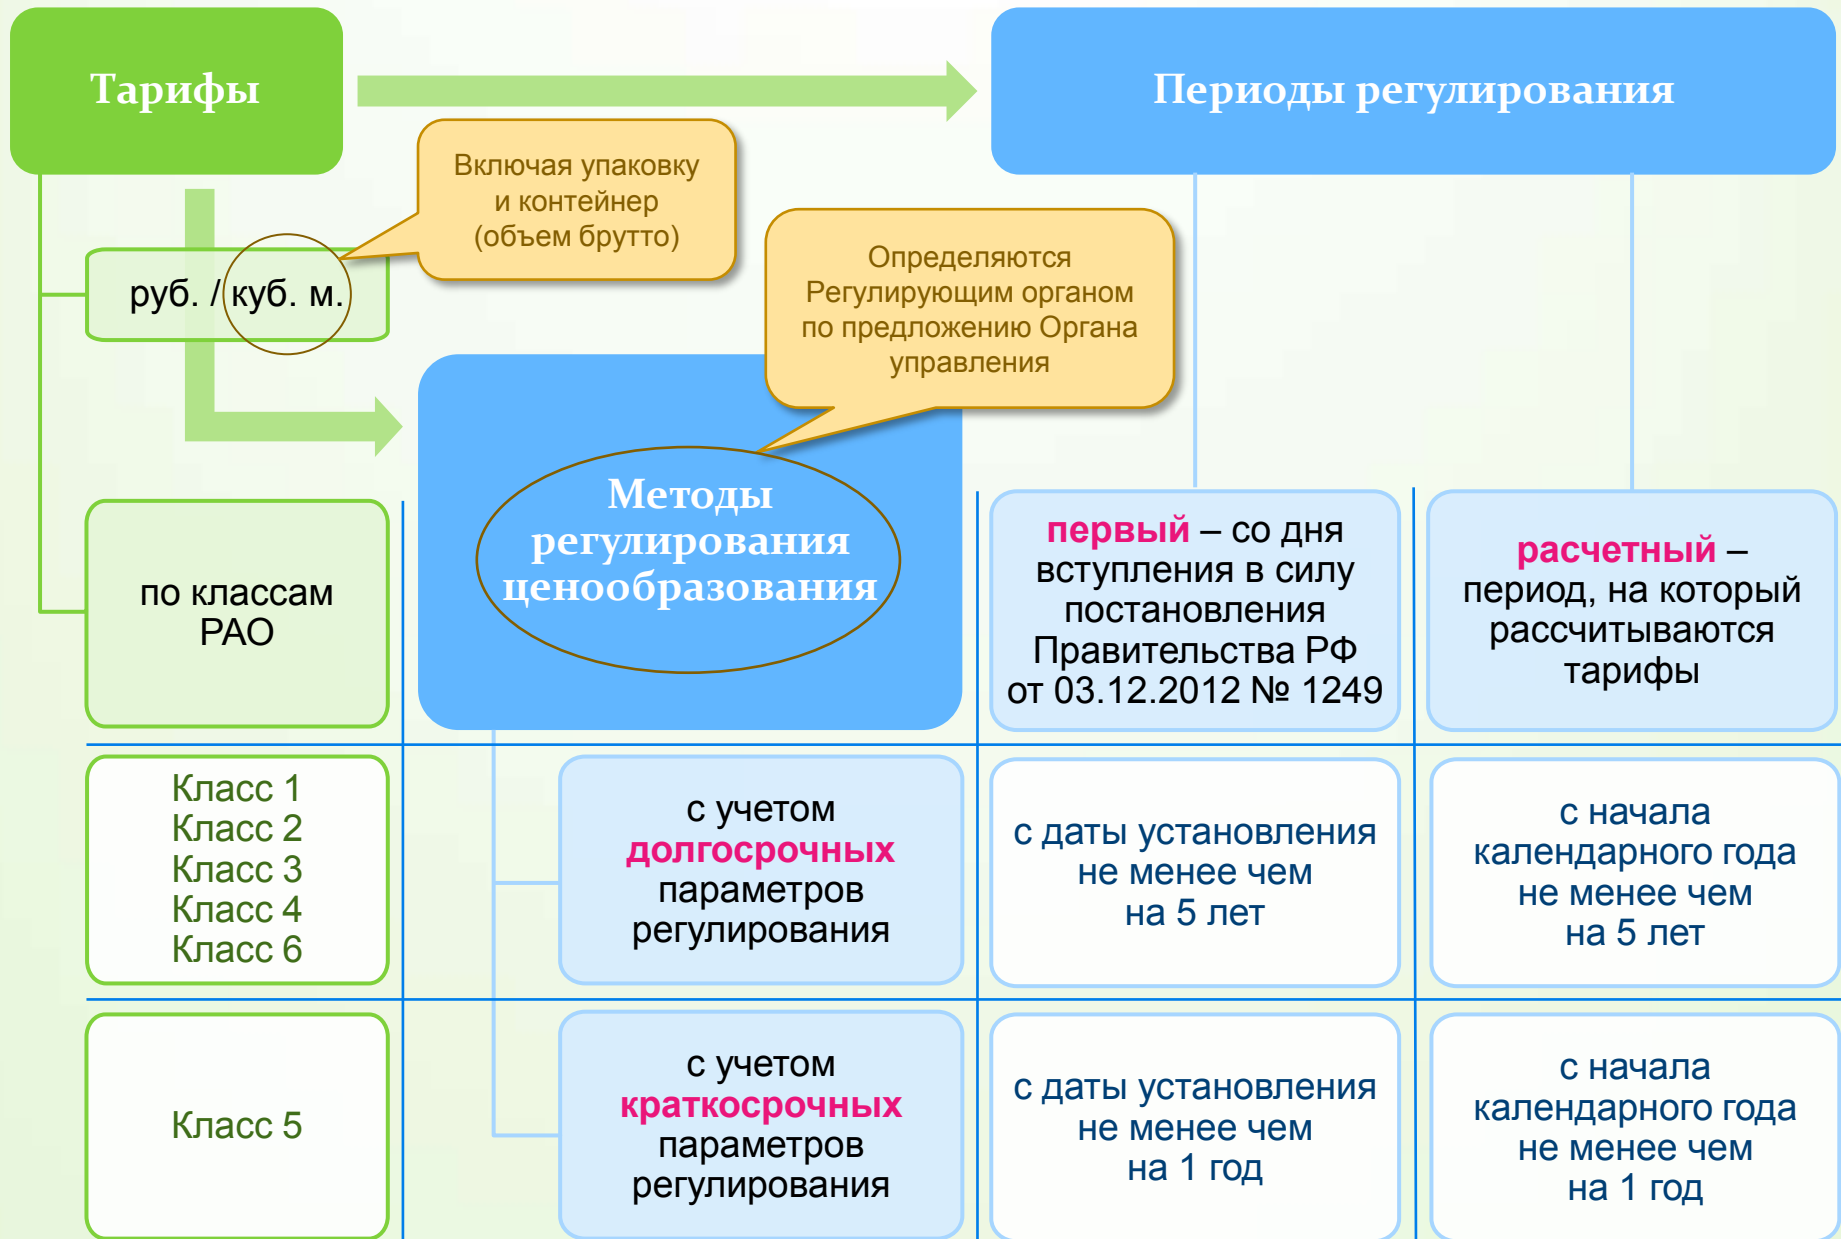 Тарифы
Периоды регулирования
Включая упаковку
и контейнер
(объем брутто)
руб. / куб. м.
Определяются
Регулирующим органом
по предложению Органа
управления
Методы
регулирования
ценообразования
по классам
РАО
первый – со дня
вступления в силу
постановления
Правительства РФ
от 03.12.2012 № 1249
расчетный –
период, на который
рассчитываются
тарифы
Класс 1
Класс 2
Класс 3
Класс 4
Класс 6
с учетом
долгосрочных
параметров
регулирования
с даты установления
не менее чем
на 5 лет
с начала
календарного года
не менее чем
на 5 лет
Класс 5
с учетом
краткосрочных
параметров
регулирования
с даты установления
не менее чем
на 1 год
с начала
календарного года
не менее чем
на 1 год